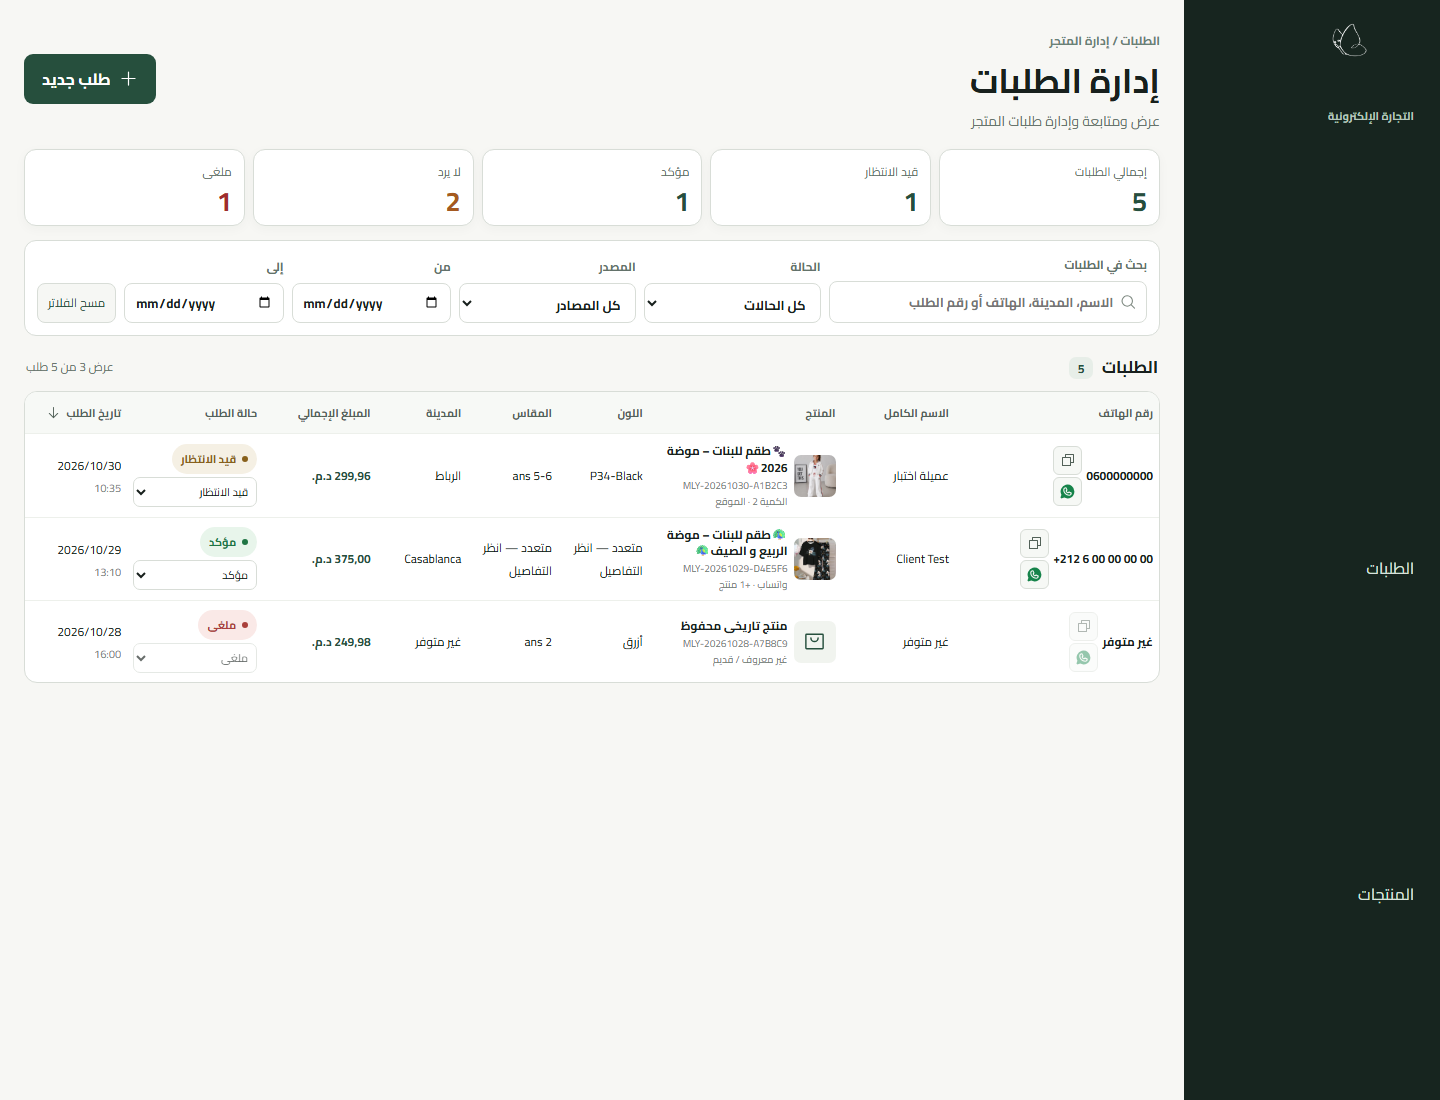 التجارة الإلكترونية
الطلبات
المنتجات
الطلبات / إدارة المتجر
إدارة الطلبات
عرض ومتابعة وإدارة طلبات المتجر
طلب جديد
إجمالي الطلبات
5
قيد الانتظار
1
مؤكد
1
لا يرد
2
ملغى
1
بحث في الطلبات
الاسم، المدينة، الهاتف أو رقم الطلب
الحالة
كل الحالات
المصدر
كل المصادر
من
mm/dd/yyyy
إلى
mm/dd/yyyy
مسح الفلاتر
الطلبات 5
عرض 3 من 5 طلب
رقم الهاتف الاسم الكامل المنتج اللون المقاس المدينة المبلغ الإجمالي حالة الطلب تاريخ الطلب
0600000000
عميلة اختبار
🐾 طقم للبنات – موضة
2026 🌸
MLY-20261030-A1B2C3
الكمية 2 · الموقع
P34-Black
5-6 ans
الرباط
299,96 د.م.
قيد الانتظار
قيد الانتظار
2026/10/30
10:35
+212 6 00 00 00 00
Client Test
🦚 طقم للبنات – موضة
الربيع و الصيف 🦚
MLY-20261029-D4E5F6
واتساب · +1 منتج
متعدد — انظر
التفاصيل
متعدد — انظر
التفاصيل
Casablanca
375,00 د.م.
مؤكد
مؤكد
2026/10/29
13:10
غير متوفر
غير متوفر
منتج تاريخي محفوظ
MLY-20261028-A7B8C9
غير معروف / قديم
أزرق
2 ans
غير متوفر
249,98 د.م.
ملغى
ملغى
2026/10/28
16:00